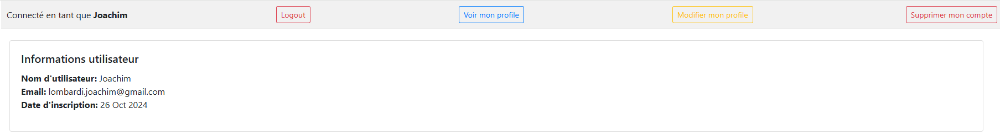 Connecté en tant que Joachim Logout Voir mon profile Modifier mon profile Supprimer mon compte
Informations utilisateur
Nom d'utilisateur: Joachim
Email: lombardi.joachim@gmail.com
Date d'inscription: 26 Oct 2024